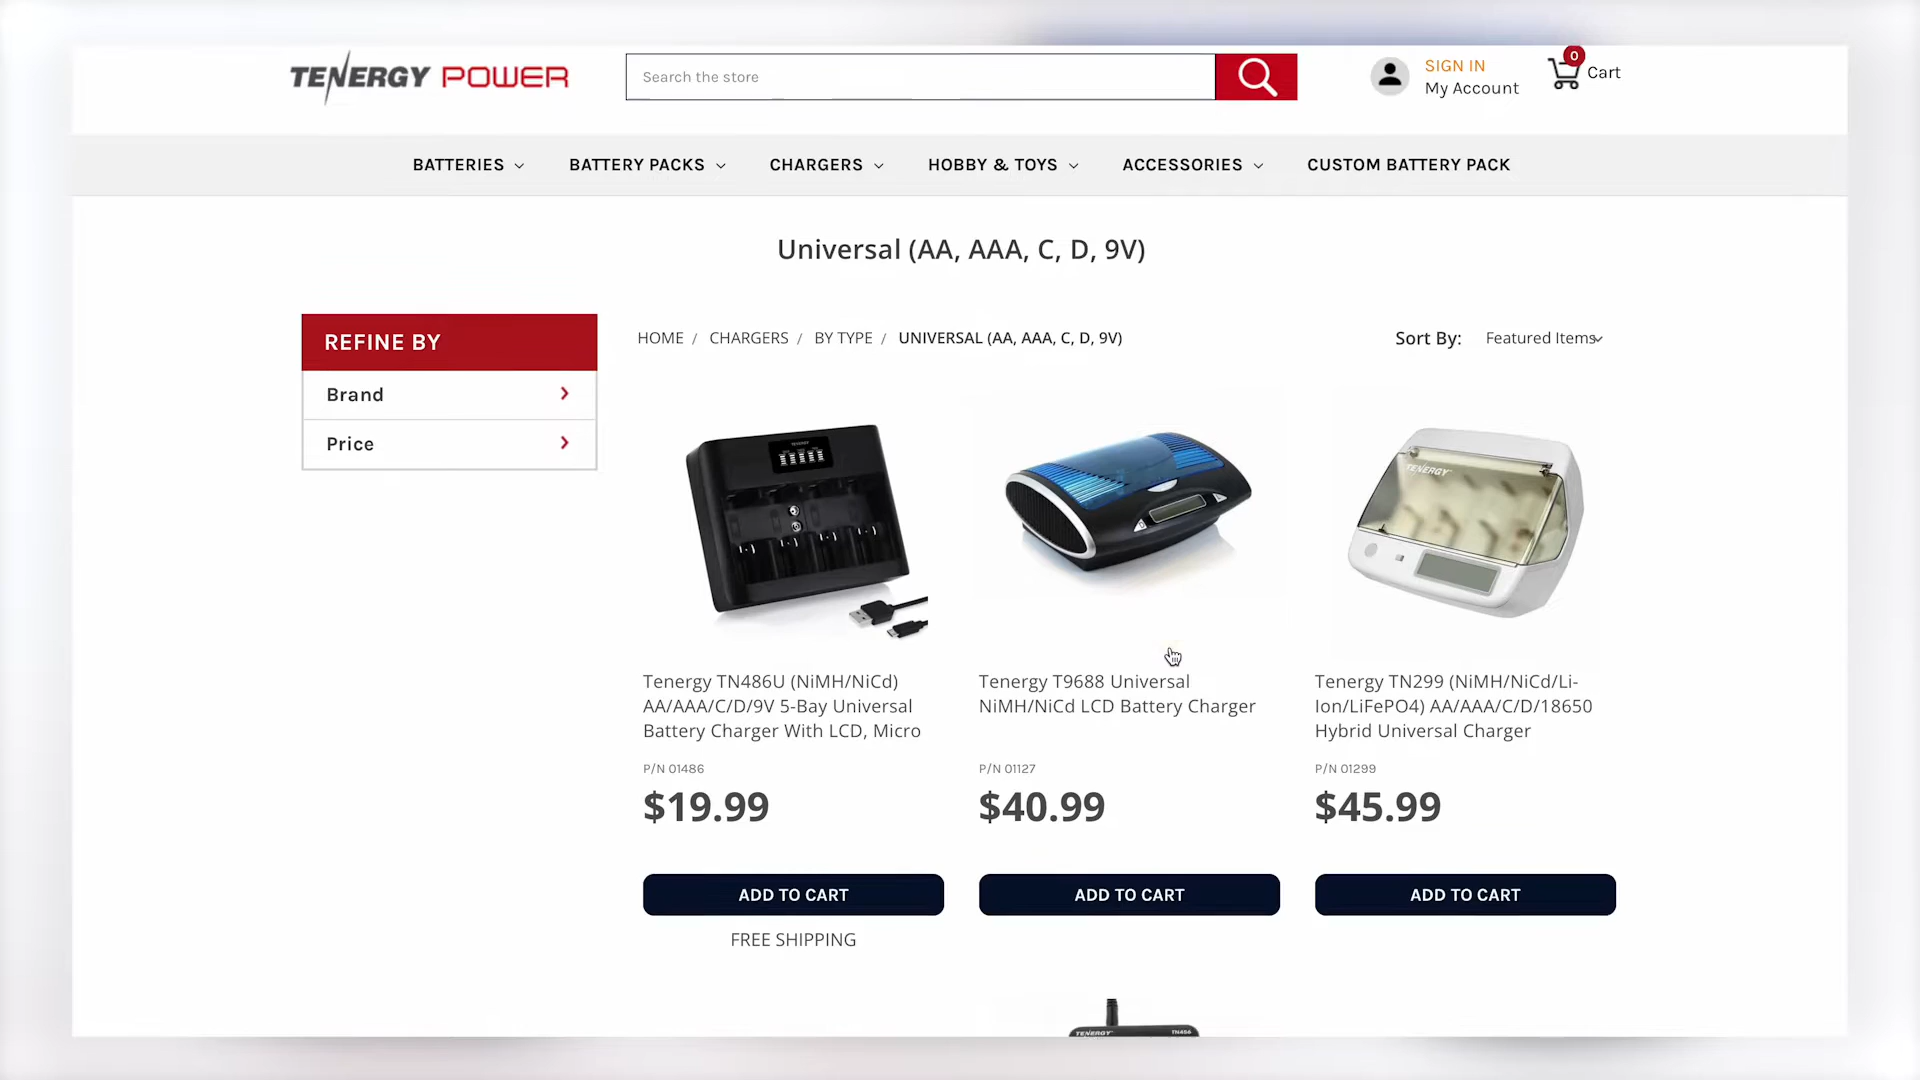 TENERGY POWER
Search the store
SIGN IN
My Account
0
Cart
BATTERIES
BATTERY PACKS
CHARGERS
HOBBY & TOYS
ACCESSORIES
CUSTOM BATTERY PACK
Universal (AA, AAA, C, D, 9V)
REFINE BY
Brand
Price
HOME / CHARGERS / BY TYPE / UNIVERSAL (AA, AAA, C, D, 9V)
Sort By: Featured Items
TENERGY
TENERGY
Tenergy TN486U (NiMH/NiCd)
AA/AAA/C/D/9V 5-Bay Universal
Battery Charger With LCD, Micro
P/N 01486
$19.99
ADD TO CART
FREE SHIPPING
Tenergy T9688 Universal
NiMH/NiCd LCD Battery Charger
P/N 01127
$40.99
ADD TO CART
Tenergy TN299 (NiMH/NiCd/Li-
Ion/LiFePO4) AA/AAA/C/D/18650
Hybrid Universal Charger
P/N 01299
$45.99
ADD TO CART
TENERGY
TN456